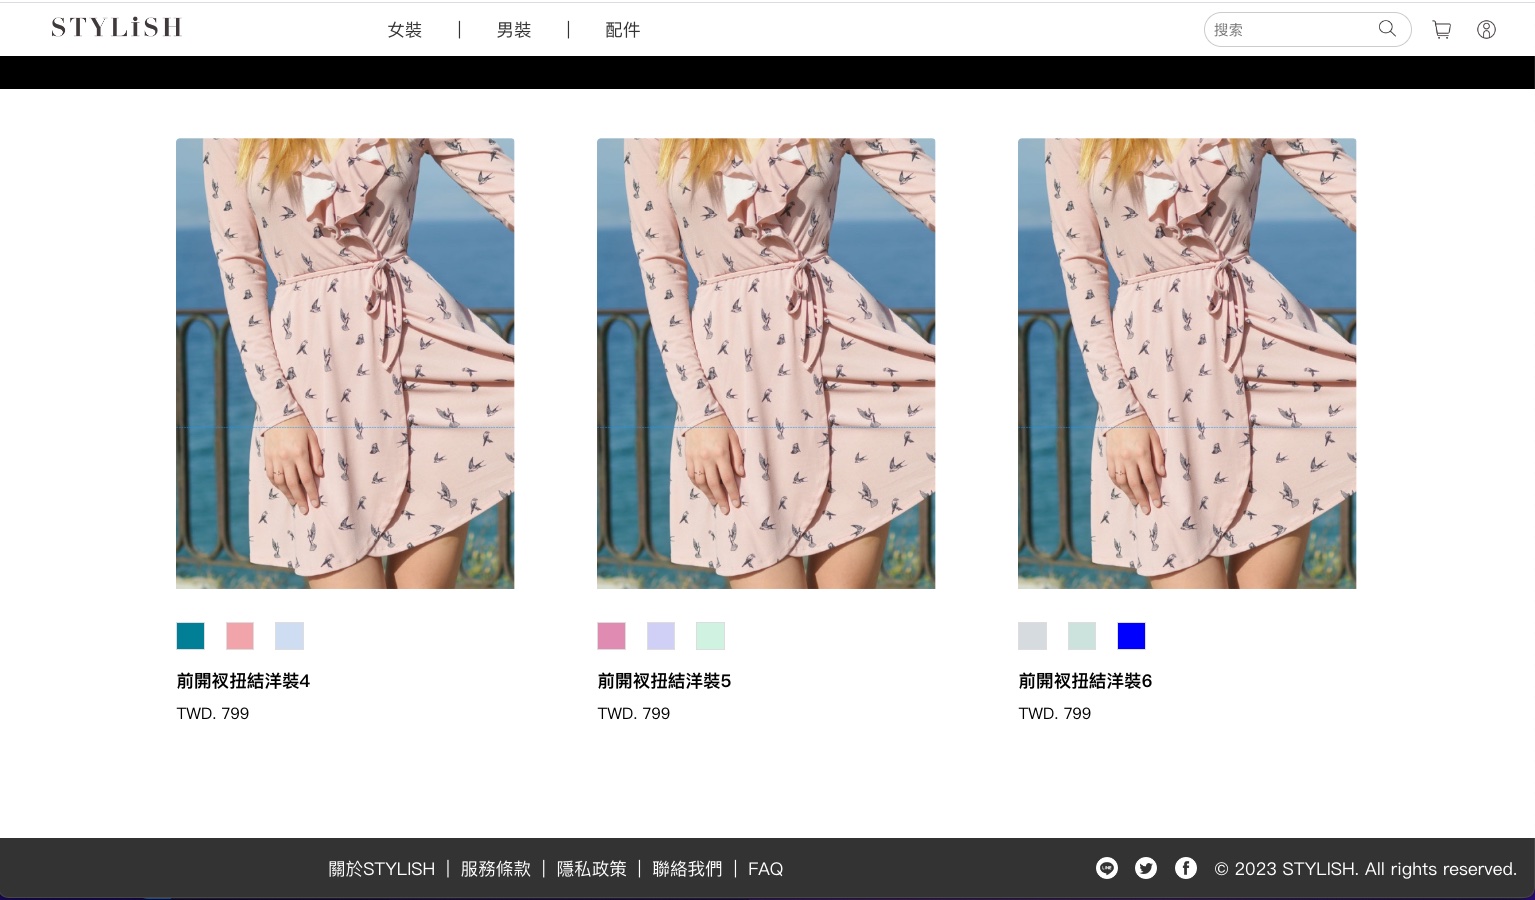 STYLiSH
女裝 | 男裝 | 配件
搜索
前開衩扭結洋裝4
TWD. 799
前開衩扭結洋裝5
TWD. 799
前開衩扭結洋裝6
TWD. 799
關於STYLISH | 服務條款 | 隱私政策 | 聯絡我們 | FAQ
© 2023 STYLISH. All rights reserved.